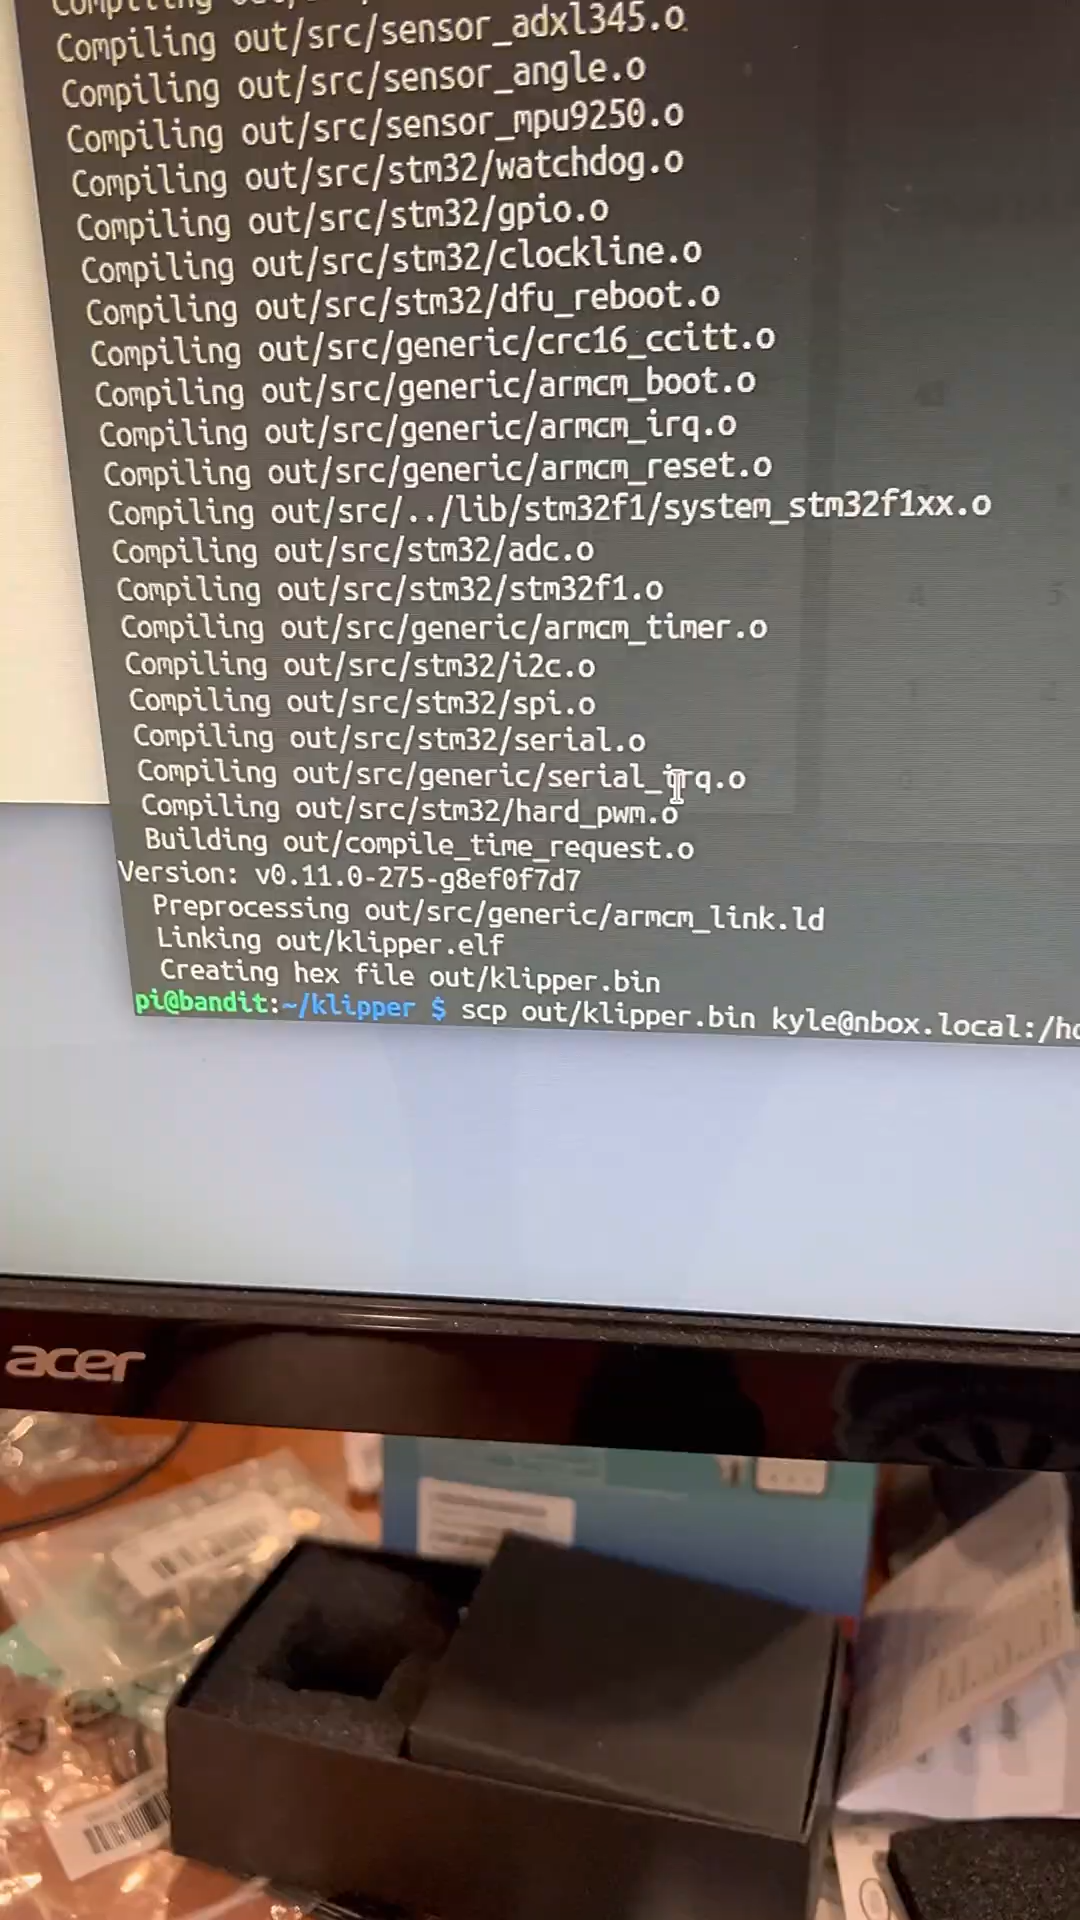 Compiling
Compiling out/src/sensor_adxl345.o
Compiling out/src/sensor_angle.o
Compiling out/src/sensor_mpu9250.o
Compiling out/src/stm32/watchdog.o
Compiling out/src/stm32/gpio.o
Compiling out/src/stm32/clockline.o
Compiling out/src/stm32/dfu_reboot.o
Compiling out/src/generic/crc16_ccitt.o
Compiling out/src/generic/armcm_boot.o
Compiling out/src/generic/armcm_irq.o
Compiling out/src/generic/armcm_reset.o
Compiling out/src/../lib/stm32f1/system_stm32f1xx.o
Compiling out/src/stm32/adc.o
Compiling out/src/stm32/stm32f1.o
Compiling out/src/generic/armcm_timer.o
Compiling out/src/stm32/i2c.o
Compiling out/src/stm32/spi.o
Compiling out/src/stm32/serial.o
Compiling out/src/generic/serial_irq.o
Compiling out/src/stm32/hard_pwm.o
Building out/compile_time_request.o
Version: v0.11.0-275-g8ef0f7d7
Preprocessing out/src/generic/armcm_link.ld
Linking out/klipper.elf
Creating hex file out/klipper.bin
pi@bandit:~/klipper $ scp out/klipper.bin kyle@nbox.local:/ho
acer